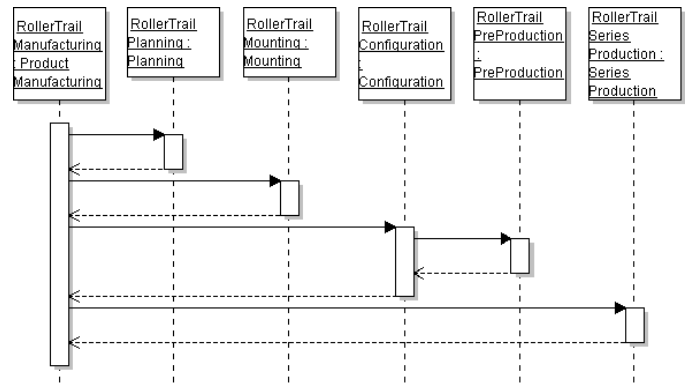 RollerTrail
Manufacturing
: Product
Manufacturing
RollerTrail
Planning :
Planning
RollerTrail
Mounting :
Mounting
RollerTrail
Configuration
:
Configuration
RollerTrail
PreProduction
:
PreProduction
RollerTrail
Series
Production :
Series
Production